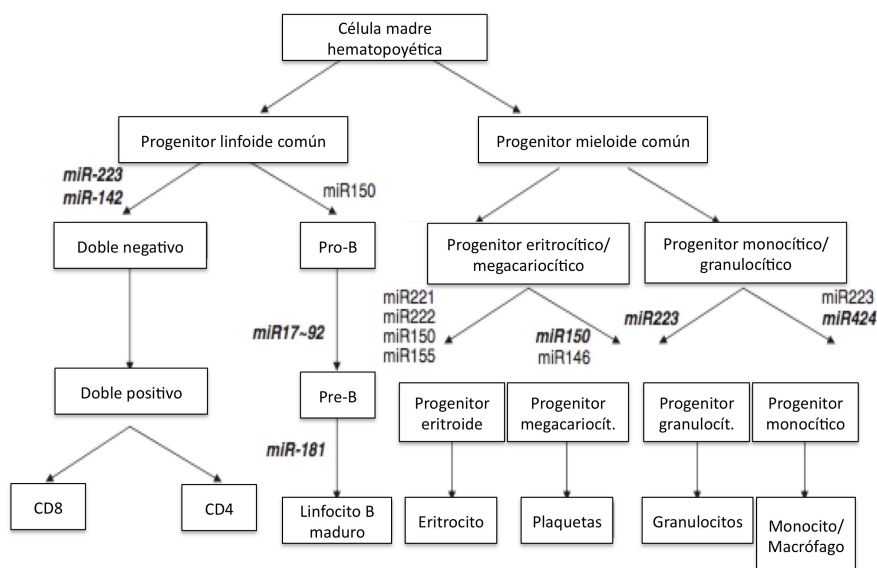 Célula madre
hematopoyética
Progenitor linfoide común
Progenitor mieloide común
miR-223
miR-142
miR150
Doble negativo
Pro-B
Progenitor eritrocítico/
megacariocítico
Progenitor monocítico/
granulocítico
miR221
miR222
miR150
miR155
miR150
miR146
miR223
miR223
miR424
miR17~92
Doble positivo
Pre-B
Progenitor
eritroide
Progenitor
megacariocít.
Progenitor
granulocít.
Progenitor
monocítico
miR-181
CD8
CD4
Linfocito B
maduro
Eritrocito
Plaquetas
Granulocitos
Monocito/
Macrófago